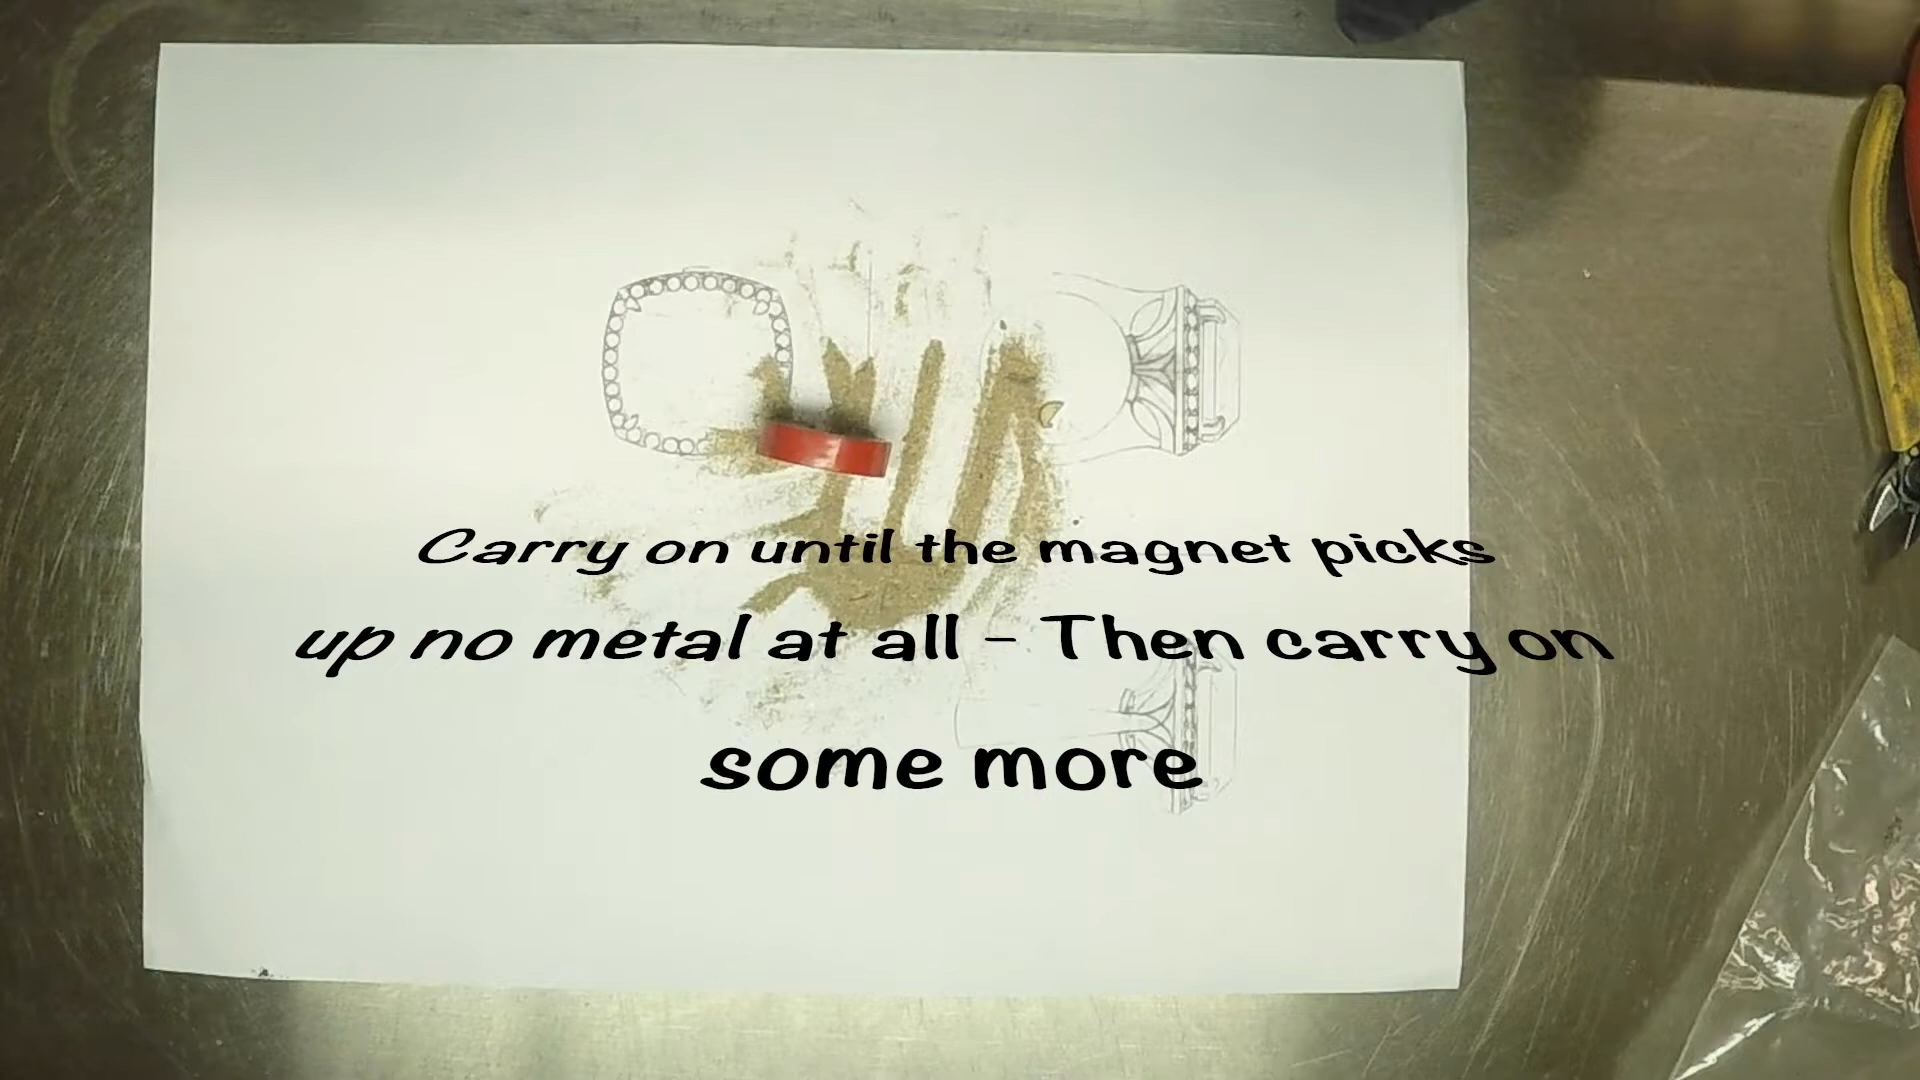 Carry on until the magnet picks
up no metal at all - Then carry on
some more